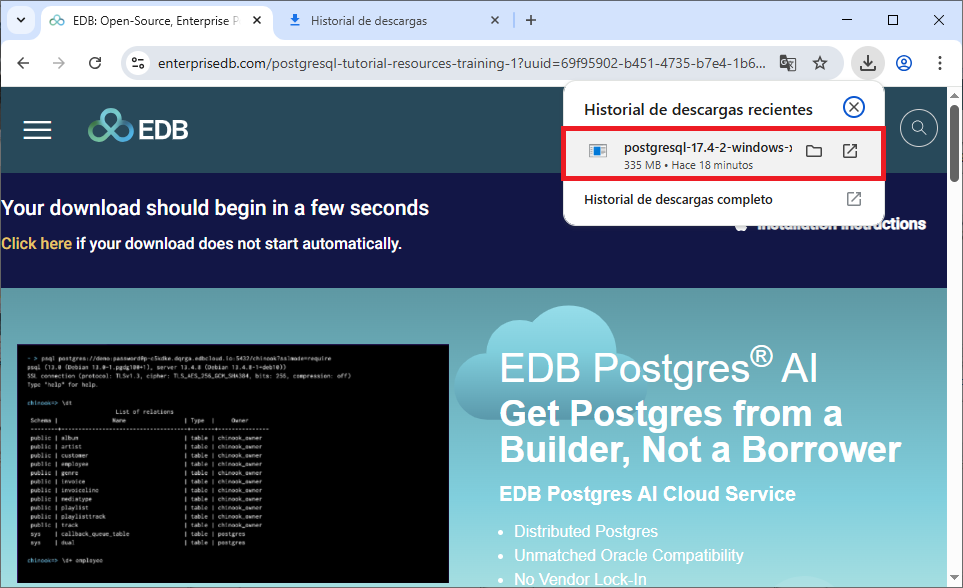 EDB: Open-Source, Enterprise P
Historial de descargas
enterprisedb.com/postgresql-tutorial-resources-training-1?uuid=69f95902-b451-4735-b7e4-1b6...
Historial de descargas recientes
postgresql-17.4-2-windows-x
335 MB • Hace 18 minutos
Historial de descargas completo
EDB
Your download should begin in a few seconds
Click here if your download does not start automatically.
Installation Instructions
~ > psql postgres://demo:password@p-c5kdke.dqrga.edbcloud.io:5432/chinook?sslmode=require
psql (13.0 (Debian 13.0-1.pgdg100+1), server 13.4.8 (Debian 13.4.8-1+deb10))
SSL connection (protocol: TLSv1.3, cipher: TLS_AES_256_GCM_SHA384, bits: 256, compression: off)
Type "help" for help.
chinook=> \dt
List of relations
Schema | Name | Type | Owner
public | album | table | chinook_owner
public | artist | table | chinook_owner
public | customer | table | chinook_owner
public | employee | table | chinook_owner
public | genre | table | chinook_owner
public | invoice | table | chinook_owner
public | invoiceline | table | chinook_owner
public | mediatype | table | chinook_owner
public | playlist | table | chinook_owner
public | playlisttrack | table | chinook_owner
public | track | table | chinook_owner
sys | callback_queue_table | table | postgres
sys | dual | table | postgres
chinook=> \d+ employee
EDB Postgres® AI
Get Postgres from a
Builder, Not a Borrower
EDB Postgres AI Cloud Service
• Distributed Postgres
• Unmatched Oracle Compatibility
• No Vendor Lock-In